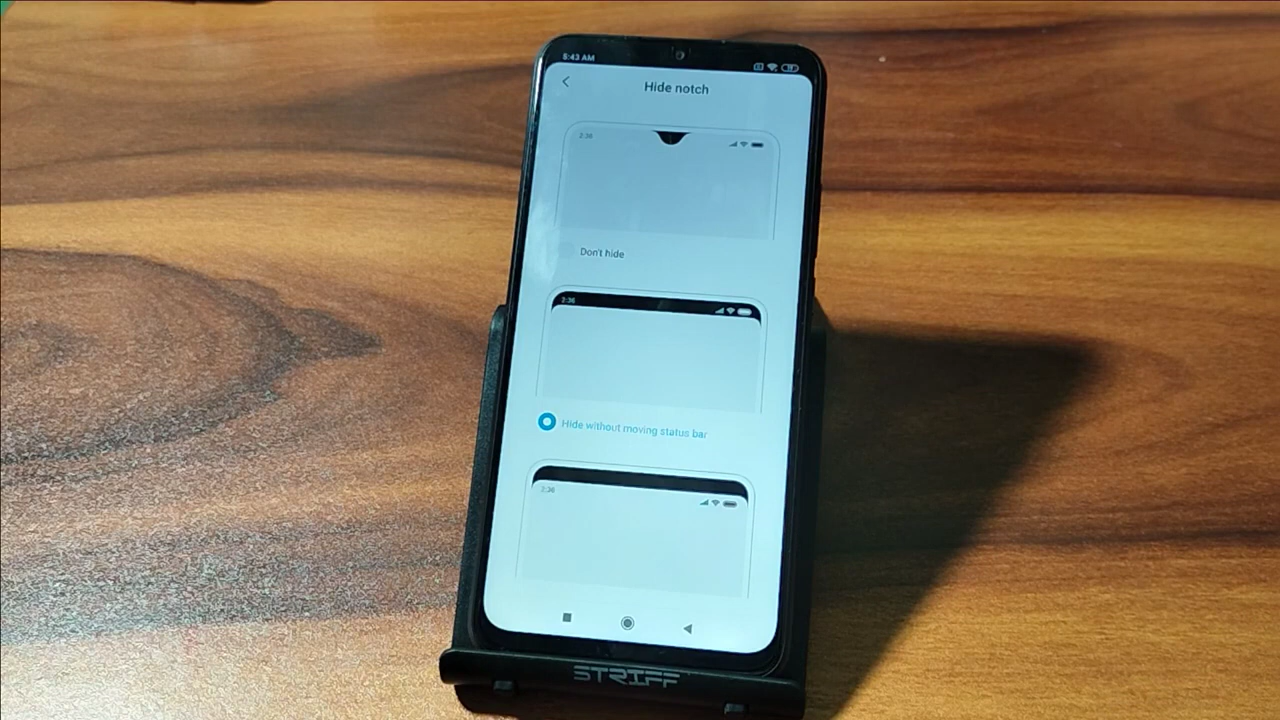 5:43 AM
Hide notch
2:36
Don't hide
2:36
Hide without moving status bar
2:36
STRIFF